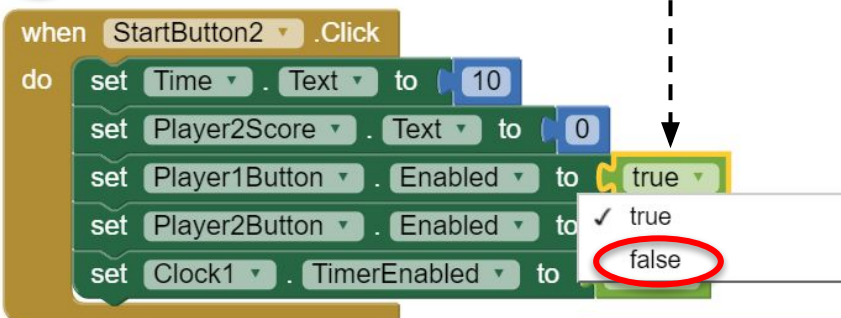 when StartButton2 .Click
do set Time . Text to 10
set Player2Score . Text to 0
set Player1Button . Enabled to true
✓ true
set Player2Button . Enabled to
false
set Clock1 . TimerEnabled to